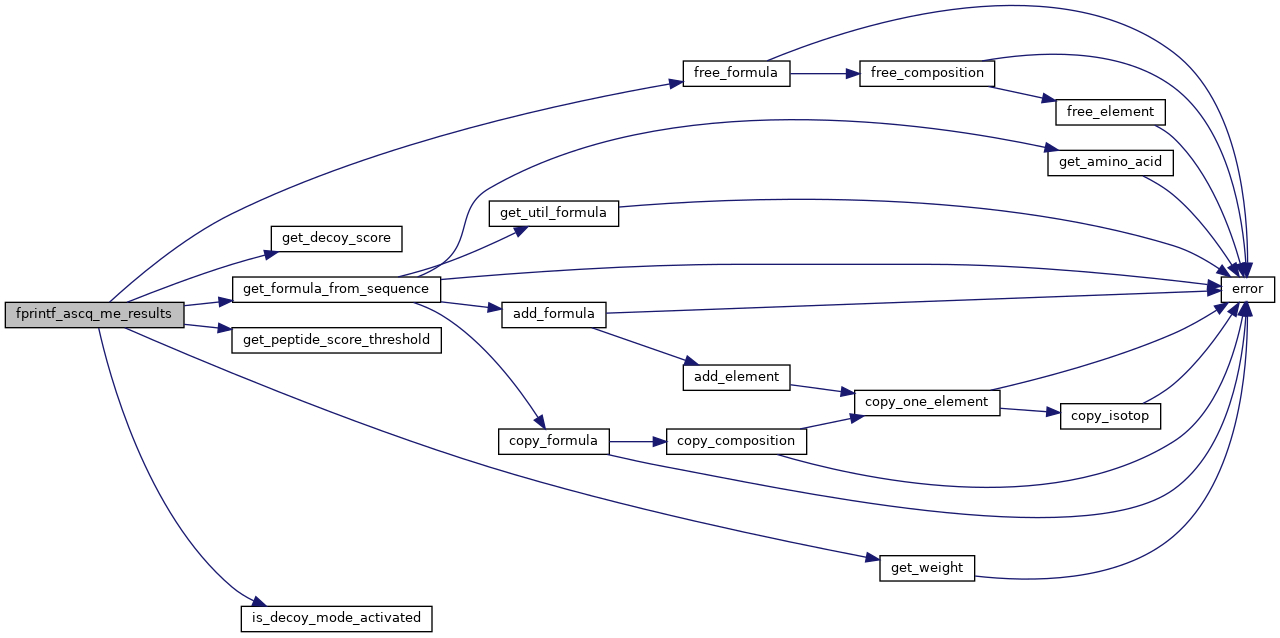 free_formula
free_composition
free_element
get_amino_acid
get_util_formula
get_decoy_score
get_formula_from_sequence
error
fprintf_ascq_me_results
add_formula
get_peptide_score_threshold
add_element
copy_one_element
copy_isotop
copy_formula
copy_composition
get_weight
is_decoy_mode_activated